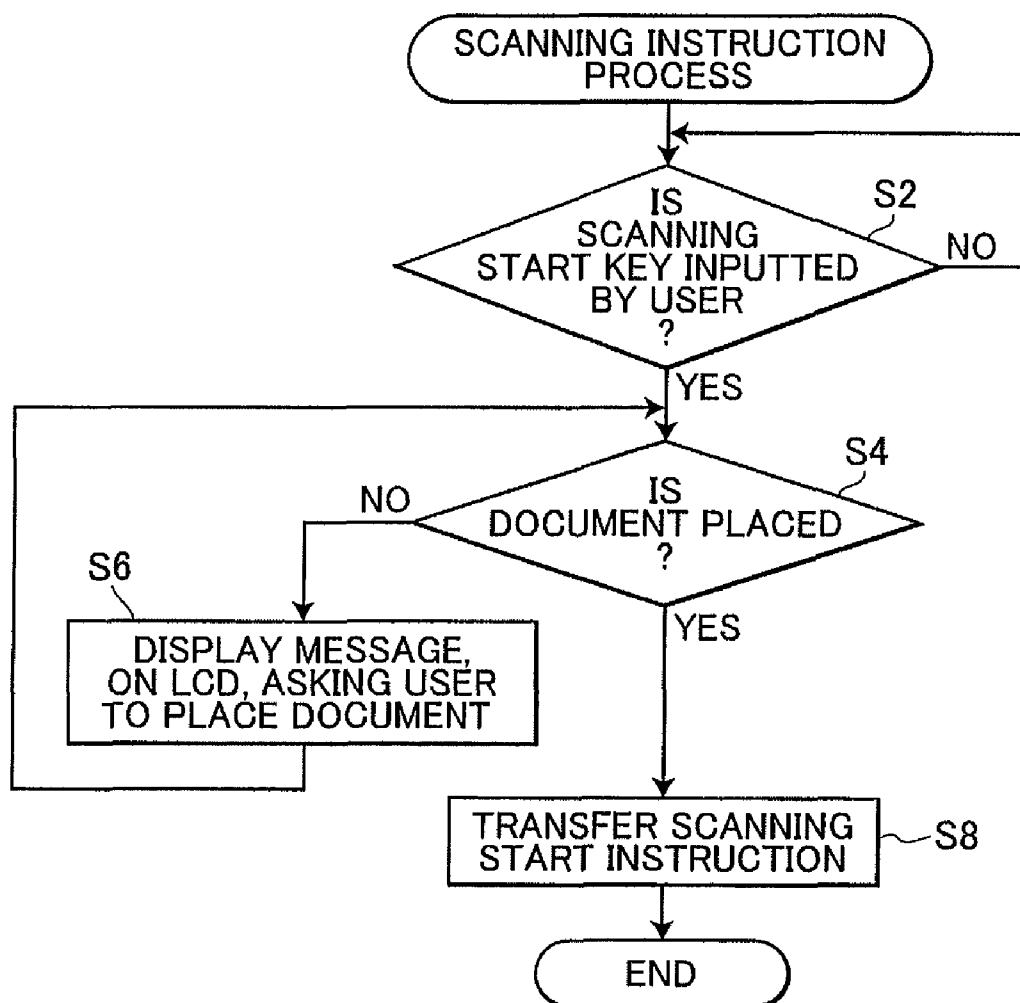 SCANNING INSTRUCTION
PROCESS
S2
IS
SCANNING
START KEY INPUTTED
BY USER
?
NO
YES
S4
IS
DOCUMENT PLACED
?
NO
YES
S6
DISPLAY MESSAGE,
ON LCD, ASKING USER
TO PLACE DOCUMENT
TRANSFER SCANNING
START INSTRUCTION
S8
END